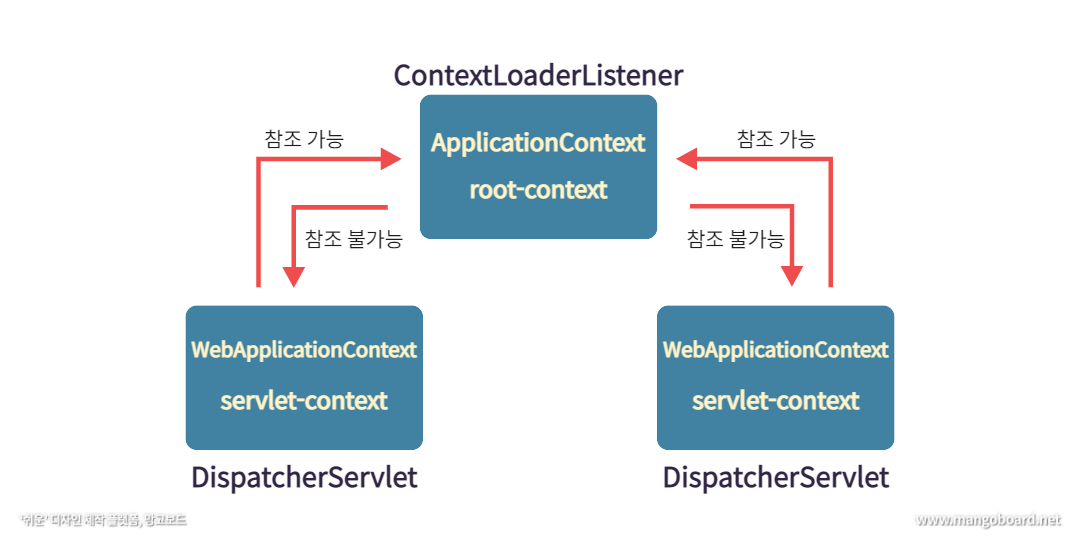 ContextLoaderListener
ApplicationContext
root-context
참조 가능
참조 가능
참조 불가능
참조 불가능
WebApplicationContext
servlet-context
WebApplicationContext
servlet-context
DispatcherServlet
DispatcherServlet
'쉬운' 디자인 제작 플랫폼, 망고보드
www.mangoboard.net